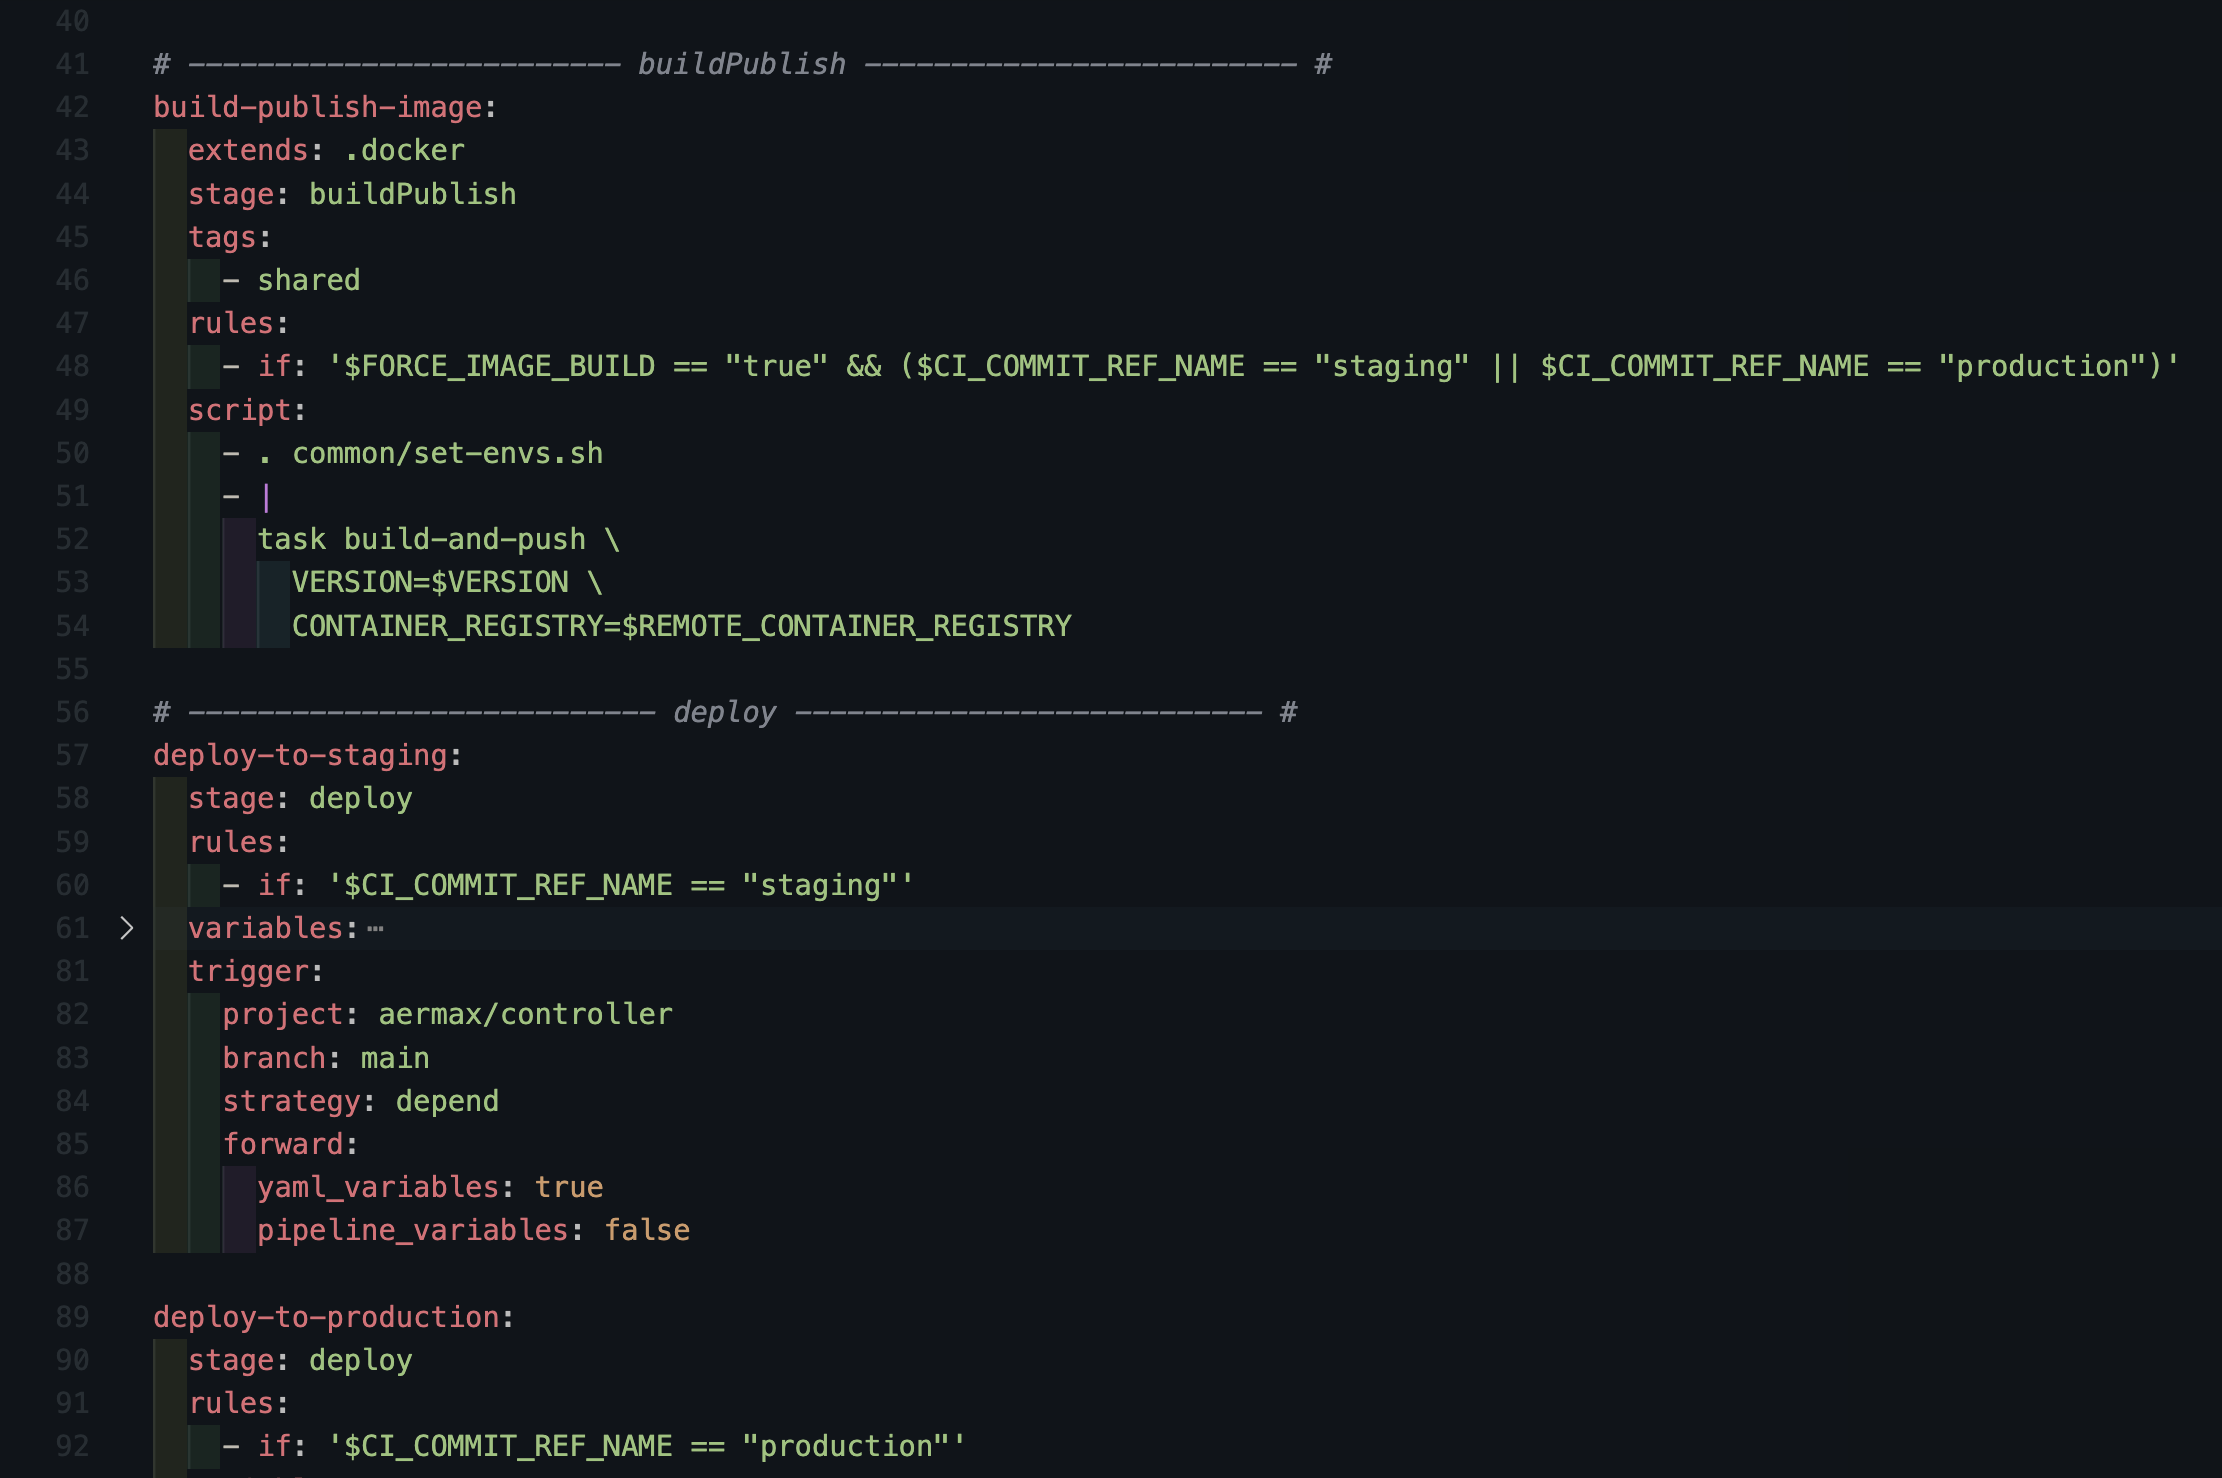 40
41 # ------------------------- buildPublish ------------------------- #
42 build-publish-image:
43   extends: .docker
44   stage: buildPublish
45   tags:
46     - shared
47   rules:
48     - if: '$FORCE_IMAGE_BUILD == "true" && ($CI_COMMIT_REF_NAME == "staging" || $CI_COMMIT_REF_NAME == "production")'
49   script:
50     - . common/set-envs.sh
51     - |
52       task build-and-push \
53         VERSION=$VERSION \
54         CONTAINER_REGISTRY=$REMOTE_CONTAINER_REGISTRY
55
56 # --------------------------- deploy --------------------------- #
57 deploy-to-staging:
58   stage: deploy
59   rules:
60     - if: '$CI_COMMIT_REF_NAME == "staging"'
61   variables:⋯
81   trigger:
82     project: aermax/controller
83     branch: main
84     strategy: depend
85     forward:
86       yaml_variables: true
87       pipeline_variables: false
88
89 deploy-to-production:
90   stage: deploy
91   rules:
92     - if: '$CI_COMMIT_REF_NAME == "production"'